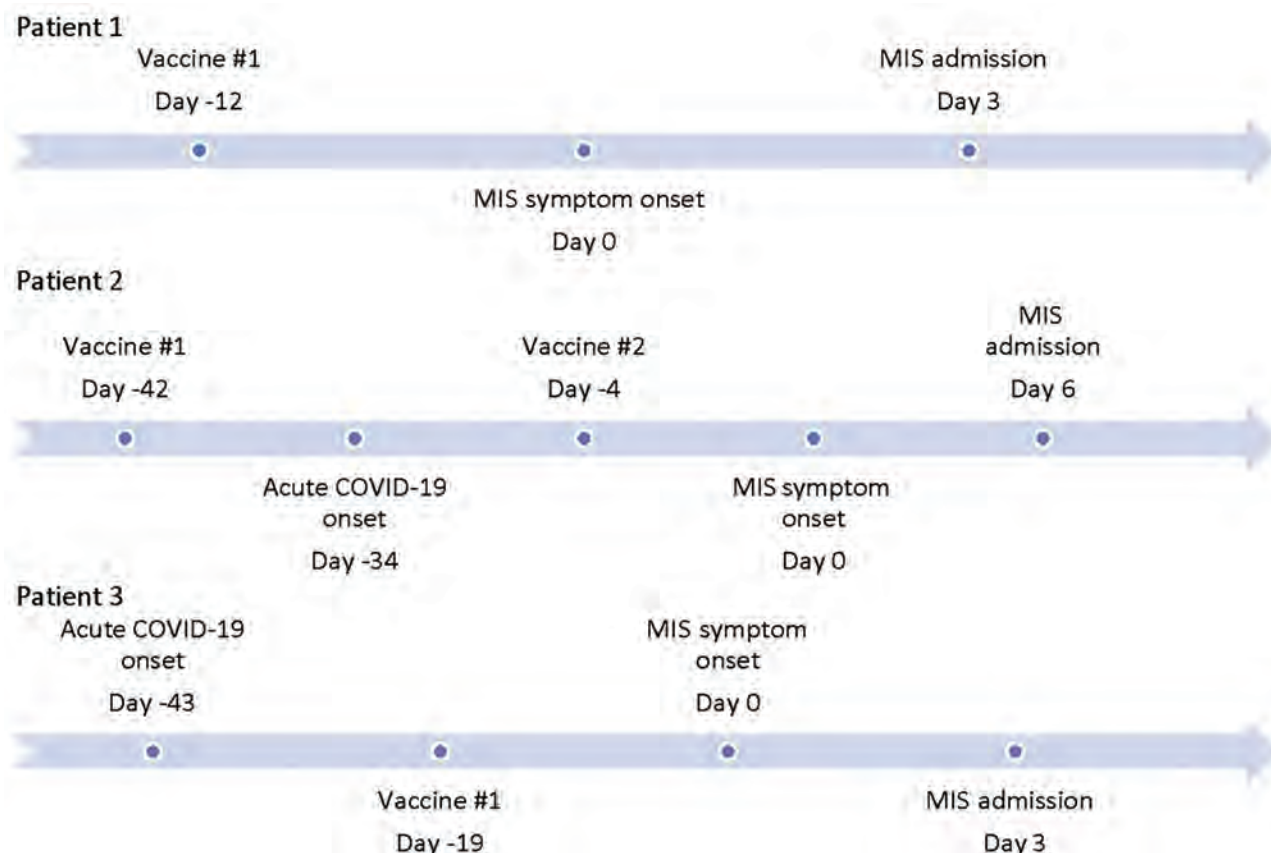 Patient 1
Vaccine #1
Day -12
MIS admission
Day 3
MIS symptom onset
Day 0
Patient 2
Vaccine #1
Day -42
Vaccine #2
Day -4
MIS
admission
Day 6
Acute COVID-19
onset
Day -34
MIS symptom
onset
Day 0
Patient 3
Acute COVID-19
onset
Day -43
MIS symptom
onset
Day 0
Vaccine #1
Day -19
MIS admission
Day 3